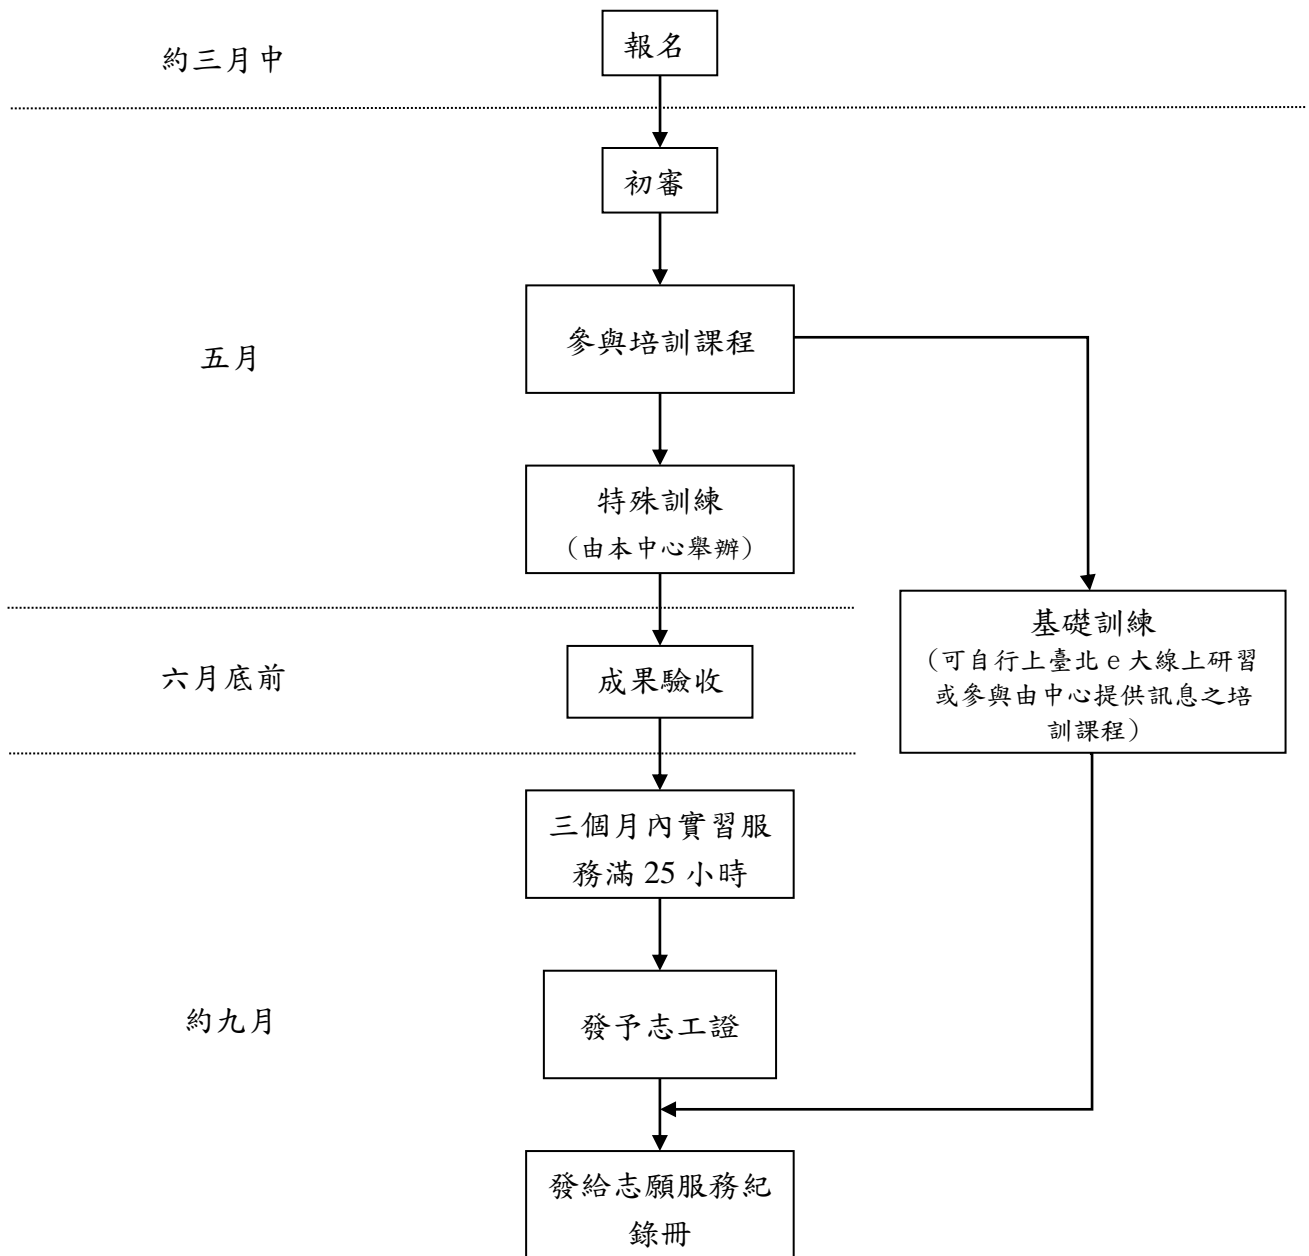 約三月中
報名
初審
五月
參與培訓課程
特殊訓練
（由本中心舉辦）
基礎訓練
（可自行上臺北 e 大線上研習
或參與由中心提供訊息之培
訓課程）
六月底前
成果驗收
三個月內實習服
務滿 25 小時
約九月
發予志工證
發給志願服務紀
錄冊